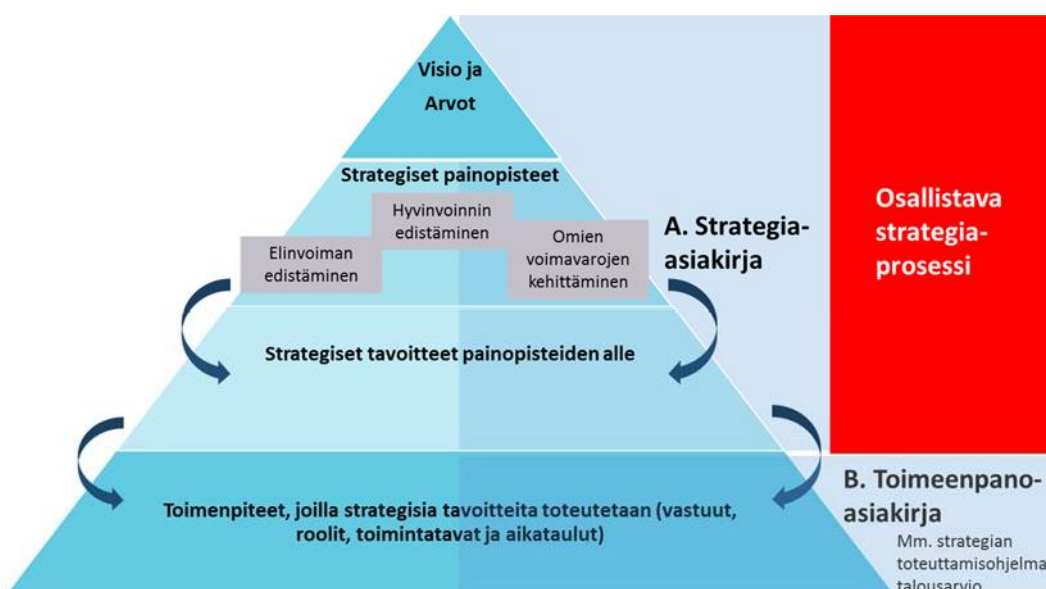 Visio ja
Arvot
Strategiset painopisteet
Elinvoiman
edistäminen
Hyvinvoinnin
edistäminen
Omien
voimavarojen
kehittäminen
A. Strategia-
asiakirja
Osallistava
strategia-
prosessi
Strategiset tavoitteet painopisteiden alle
Toimenpiteet, joilla strategisia tavoitteita toteutetaan (vastuut,
roolit, toimintatavat ja aikataulut)
B. Toimeenpano-
asiakirja
Mm. strategian
toteuttamisohjelma
talousarvio